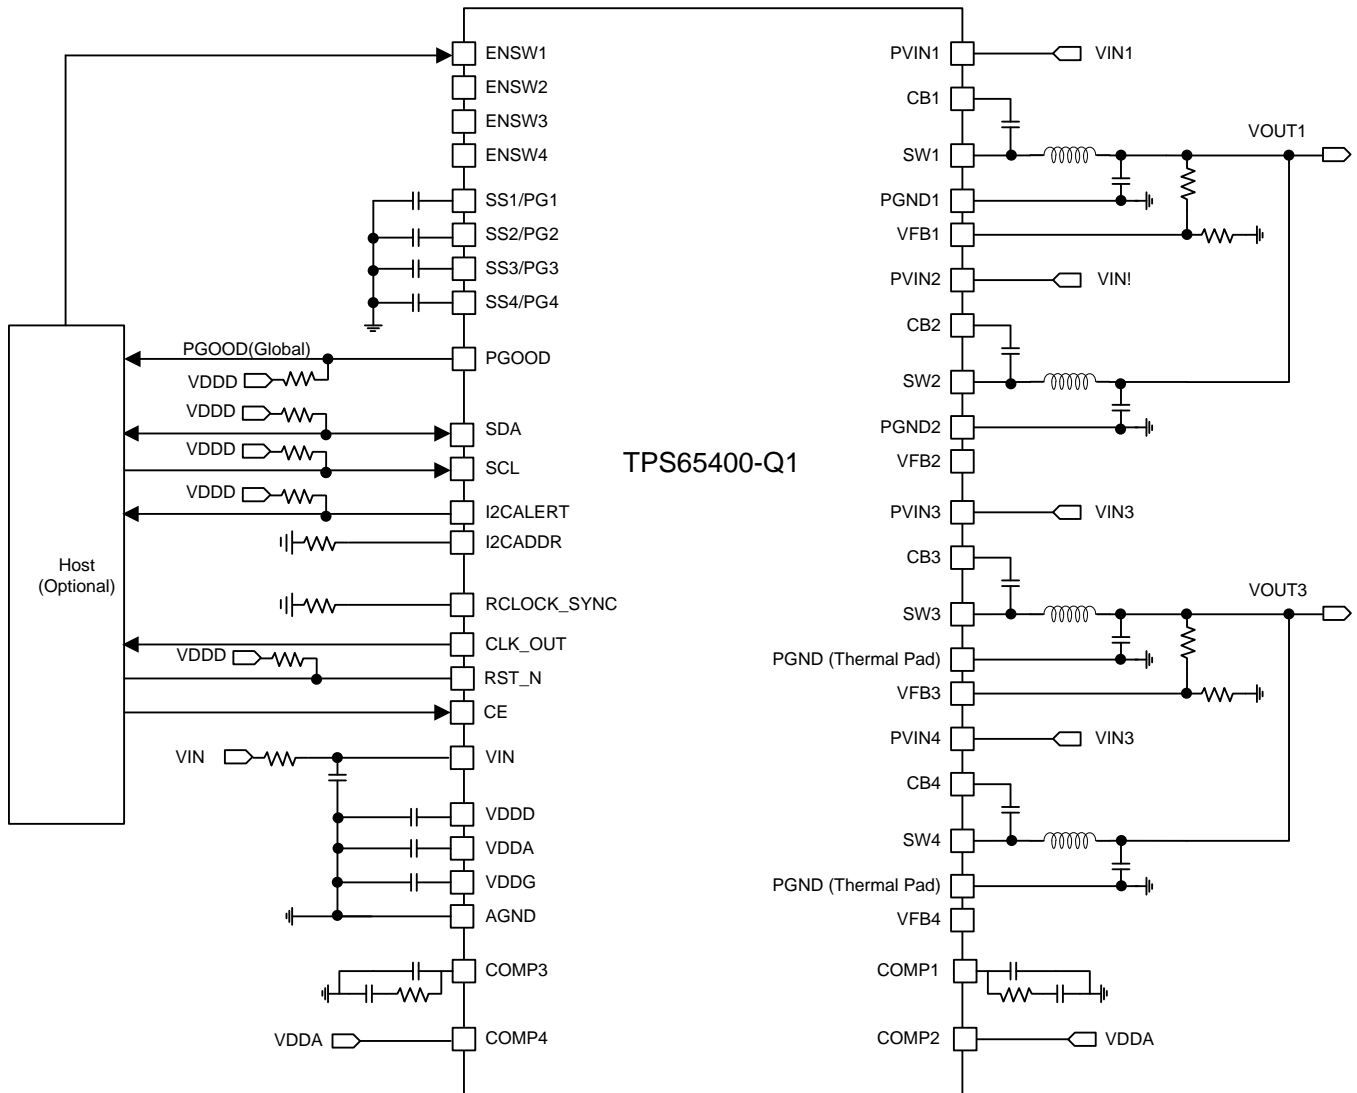 ENSW1
ENSW2
ENSW3
ENSW4
SS1/PG1
SS2/PG2
SS3/PG3
SS4/PG4
PGOOD(Global)
PGOOD
VDDD
VDDD
SDA
VDDD
SCL
VDDD
I2CALERT
I2CADDR
Host
(Optional)
RCLOCK_SYNC
CLK_OUT
VDDD
RST_N
CE
VIN
VIN
VDDD
VDDA
VDDG
AGND
COMP3
VDDA
COMP4
TPS65400-Q1
PVIN1
VIN1
CB1
VOUT1
SW1
PGND1
VFB1
PVIN2
VIN!
CB2
SW2
PGND2
VFB2
PVIN3
VIN3
CB3
VOUT3
SW3
PGND (Thermal Pad)
VFB3
PVIN4
VIN3
CB4
SW4
PGND (Thermal Pad)
VFB4
COMP1
COMP2
VDDA